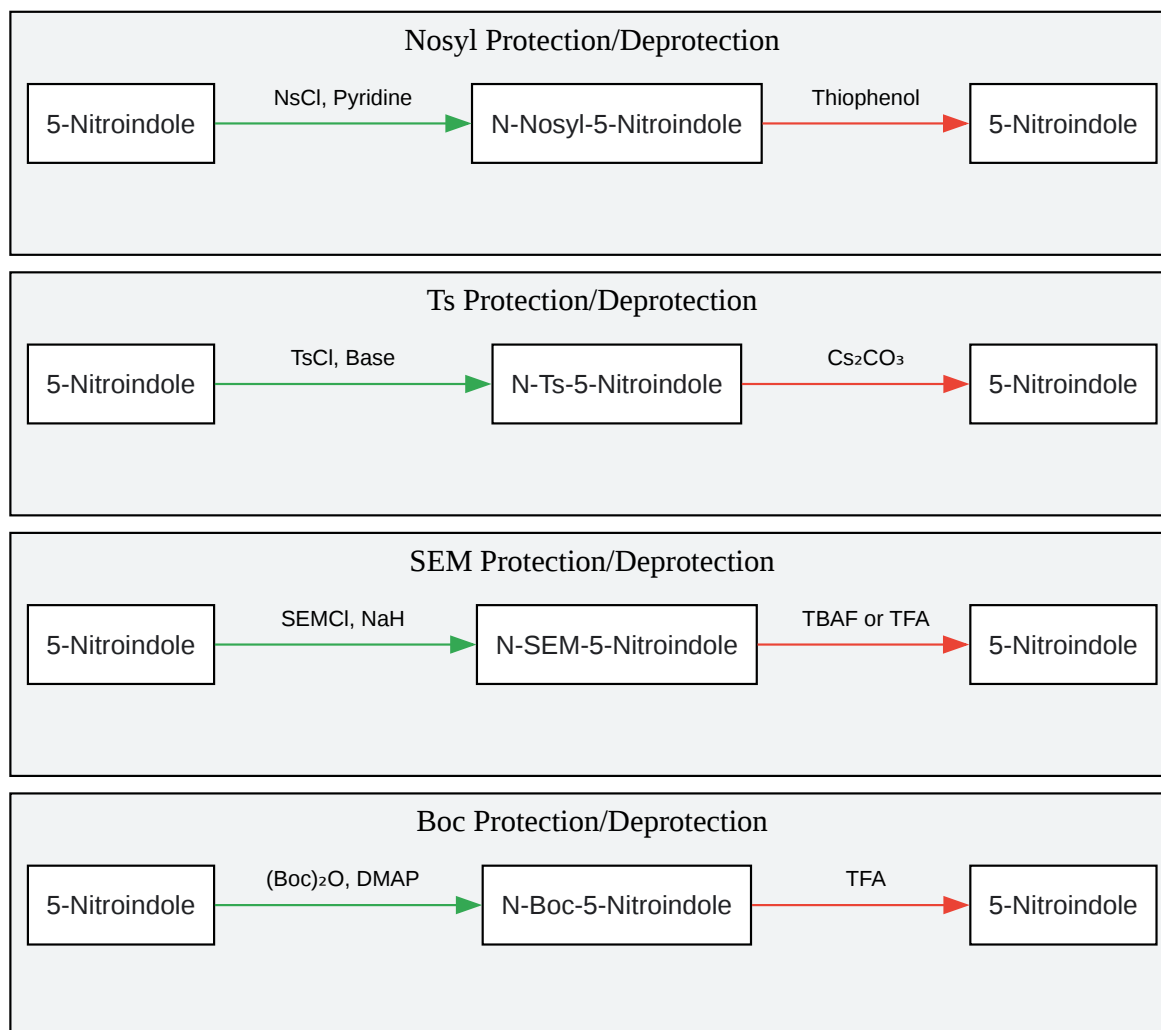 Nosyl Protection/Deprotection
NsCl, Pyridine
Thiophenol
5-Nitroindole
N-Nosyl-5-Nitroindole
5-Nitroindole
Ts Protection/Deprotection
TsCl, Base
Cs₂CO₃
5-Nitroindole
N-Ts-5-Nitroindole
5-Nitroindole
SEM Protection/Deprotection
SEMCl, NaH
TBAF or TFA
5-Nitroindole
N-SEM-5-Nitroindole
5-Nitroindole
Boc Protection/Deprotection
(Boc)₂O, DMAP
TFA
5-Nitroindole
N-Boc-5-Nitroindole
5-Nitroindole